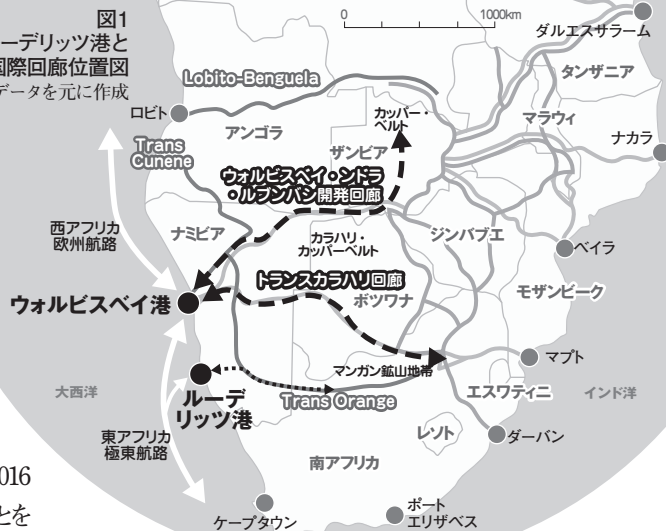 図1
ーデリッツ港と
国際回廊位置図
データを元に作成
0 1000km
ダルエスサラーム
タンザニア
Lobito-Benguela
ロビト
アンゴラ
カッパー・
ベルト
マラウィ
ナカラ
Trans
Cunene
ザンビア
ウォルビスベイ・ンドラ
・ルブンバシ開発回廊
西アフリカ
欧州航路
ナミビア
カラハリ・
カッパーベルト
ジンバブエ
ベイラ
トランスカラハリ回廊
ボツワナ
モザンビーク
ウォルビスベイ港
マプト
マンガン鉱山地帯
大西洋
ルーデ
リッツ港
Trans Orange
エスワティニ
インド洋
東アフリカ
極東航路
レソト
ダーバン
南アフリカ
016
とを
ケープタウン
ポート
エリザベス